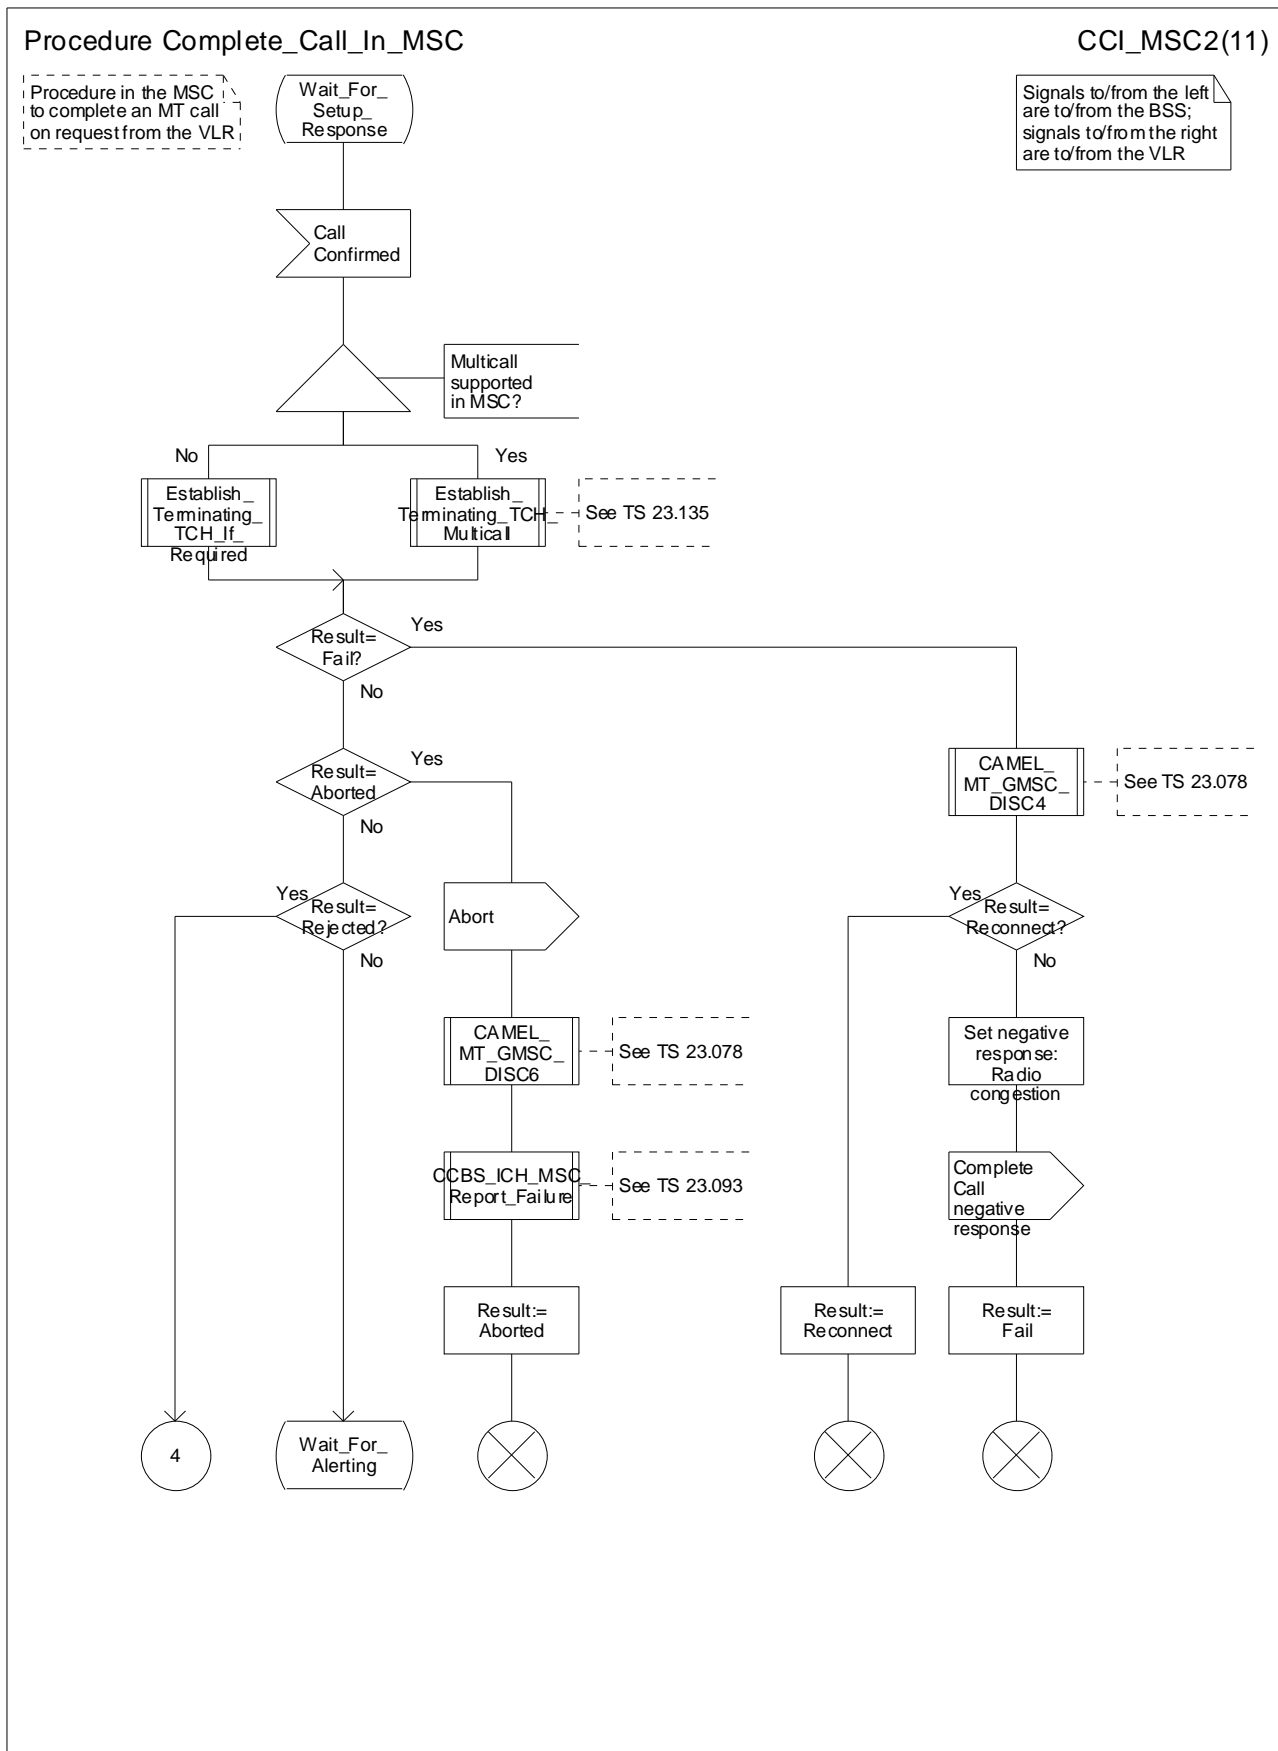 Procedure Complete_Call_In_MSC
CCI_MSC2(11)
Procedure in the MSC
to complete an MT call
on request from the VLR
Wait_For_
Setup_
Response
Signals to/from the left
are to/from the BSS;
signals to/from the right
are to/from the VLR
Call
Confirmed
Multicall
supported
in MSC?
No
Yes
Establish_
Terminating_
TCH_If_
Required
Establish_
Terminating_TCH_
Multicall
See TS 23.135
Result=
Fail?
Yes
No
Result=
Aborted
Yes
No
CAMEL_
MT_GMSC_
DISC4
See TS 23.078
Yes
Result=
Rejected?
No
Abort
Yes
Result=
Reconnect?
No
CAMEL_
MT_GMSC_
DISC6
See TS 23.078
Set negative
response:
Radio
congestion
CCBS_ICH_MSC_
Report_Failure
See TS 23.093
Complete
Call
negative
response
Result:=
Aborted
Result:=
Reconnect
Result:=
Fail
4
Wait_For_
Alerting